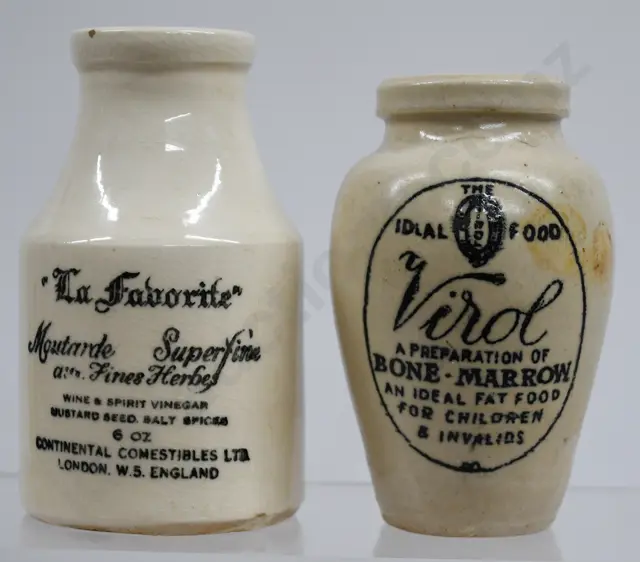 "La Favorite"
Moutarde Superfine
aux Fines Herbes
WINE & SPIRIT VINEGAR
MUSTARD SEED. SALT SPICES
6 OZ
CONTINENTAL COMESTIBLES LTD
LONDON. W.5. ENGLAND
THE
IDEAL FOOD
VIROL
Virol
A PREPARATION OF
BONE-MARROW
AN IDEAL FAT FOOD
FOR CHILDREN
& INVALIDS